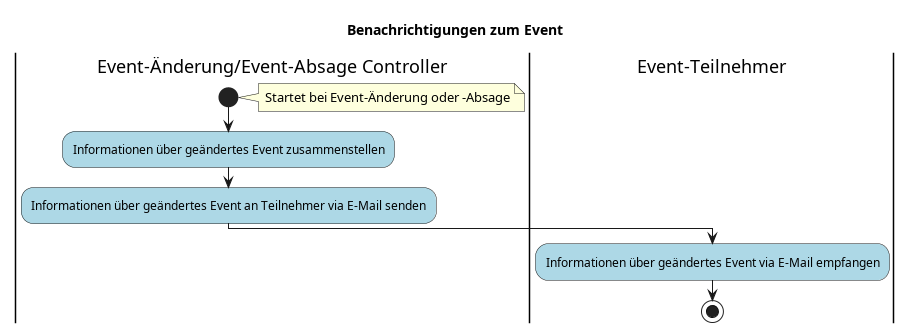 Benachrichtigungen zum Event
Event-Änderung/Event-Absage Controller
Event-Teilnehmer
Startet bei Event-Änderung oder -Absage
Informationen über geändertes Event zusammenstellen
Informationen über geändertes Event an Teilnehmer via E-Mail senden
Informationen über geändertes Event via E-Mail empfangen